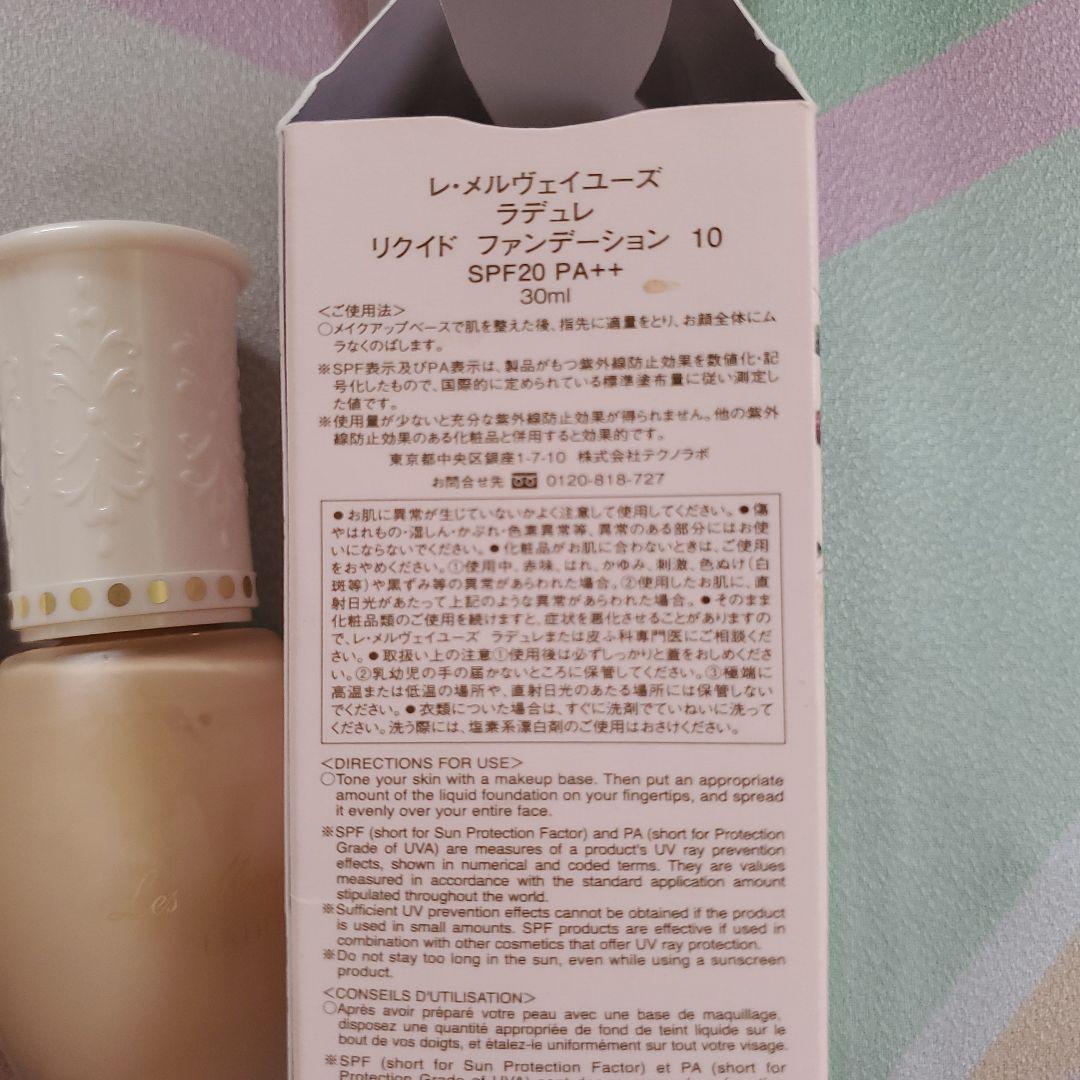 レ・メルヴェイユーズ
ラデュレ
リクイド ファンデーション 10
SPF20 PA++
30ml
<ご使用法>
○メイクアップベースで肌を整えた後、指先に適量をとり、お顔全体にム
ラなくのばします。
※SPF表示及びPA表示は、製品がもつ紫外線防止効果を数値化・記
号化したもので、国際的に定められている標準塗布量に従い測定し
た値です。
※使用量が少ないと充分な紫外線防止効果が得られません。他の紫外
線防止効果のある化粧品と併用すると効果的です。
東京都中央区銀座1-7-10 株式会社テクノラボ
お問合せ先 0120-818-727
●お肌に異常が生じていないかよく注意して使用してください。●傷
やはれもの・湿しん・かぶれ・色素異常等、異常のある部分にはお使
いにならないでください。●化粧品がお肌に合わないときは、ご使用
をおやめください。①使用中、赤味、はれ、かゆみ、刺激、色ぬけ(白
斑等)や黒ずみ等の異常があらわれた場合。②使用したお肌に、直
射日光があたって上記のような異常があらわれた場合。●そのまま
化粧品類のご使用を続けますと、症状を悪化させることがありますの
で、レ・メルヴェイユーズ ラデュレまたは皮ふ科専門医にご相談くだ
さい。●取扱い上の注意①使用後は必ずしっかりと蓋をおしめくださ
い。②乳幼児の手の届かないところに保管してください。③極端に
高温または低温の場所や、直射日光のあたる場所には保管しない
でください。●衣類についた場合は、すぐに洗剤でていねいに洗って
ください。洗う際には、塩素系漂白剤のご使用はおさけください。
<DIRECTIONS FOR USE>
○Tone your skin with a makeup base. Then put an appropriate
amount of the liquid foundation on your fingertips, and spread
it evenly over your entire face.
※SPF (short for Sun Protection Factor) and PA (short for Protection
Grade of UVA) are measures of a product's UV ray prevention
effects, shown in numerical and coded terms. They are values
measured in accordance with the standard application amount
stipulated throughout the world.
※Sufficient UV prevention effects cannot be obtained if the product
is used in small amounts. SPF products are effective if used in
combination with other cosmetics that offer UV ray protection.
※Do not stay too long in the sun, even while using a sunscreen
product.
<CONSEILS D'UTILISATION>
○Après avoir préparé votre peau avec une base de maquillage,
disposez une quantité appropriée de fond de teint liquide sur le
bout de vos doigts, et étalez-le uniformément sur tout votre visage.
※SPF (short for Sun Protection Factor) et PA (short for
Protection Grade of UVA)
Les